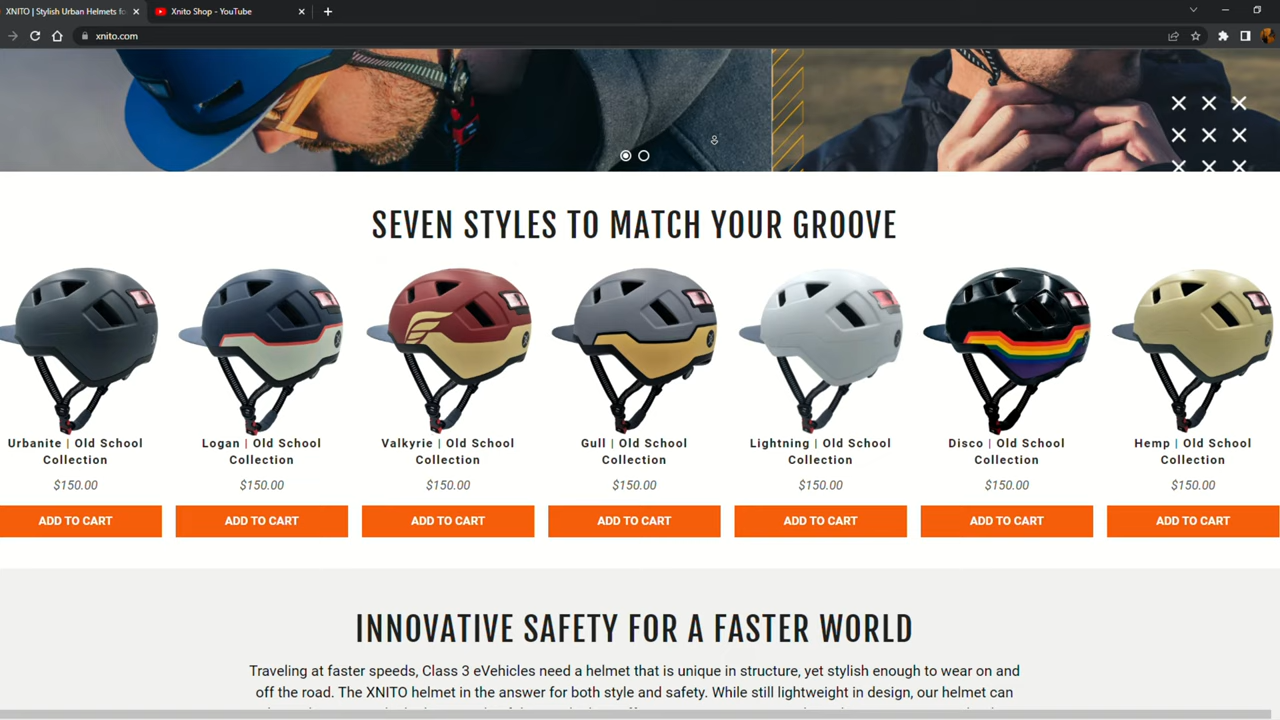 XNITO | Stylish Urban Helmets fo
Xnito Shop - YouTube
xnito.com
SEVEN STYLES TO MATCH YOUR GROOVE
Urbanite | Old School
Collection
$150.00
ADD TO CART
Logan | Old School
Collection
$150.00
ADD TO CART
Valkyrie | Old School
Collection
$150.00
ADD TO CART
Gull | Old School
Collection
$150.00
ADD TO CART
Lightning | Old School
Collection
$150.00
ADD TO CART
Disco | Old School
Collection
$150.00
ADD TO CART
Hemp | Old School
Collection
$150.00
ADD TO CART
INNOVATIVE SAFETY FOR A FASTER WORLD
Traveling at faster speeds, Class 3 eVehicles need a helmet that is unique in structure, yet stylish enough to wear on and
off the road. The XNITO helmet in the answer for both style and safety. While still lightweight in design, our helmet can